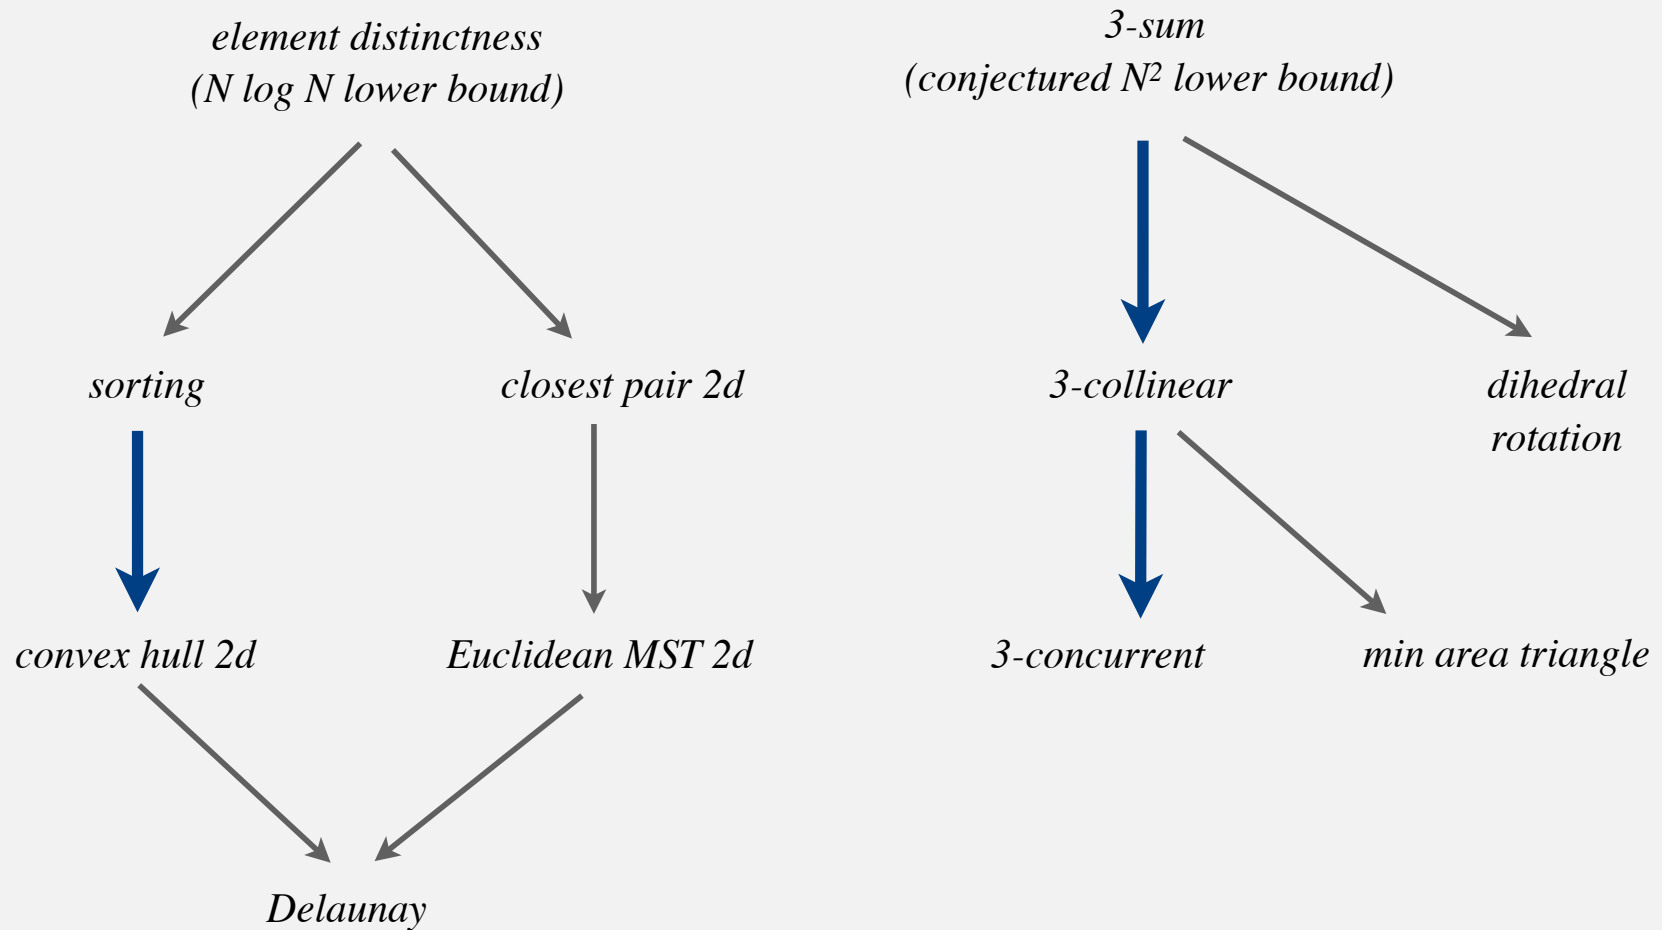 element distinctness
(N log N lower bound)
3-sum
(conjectured N² lower bound)
sorting
closest pair 2d
3-collinear
dihedral
rotation
convex hull 2d
Euclidean MST 2d
3-concurrent
min area triangle
Delaunay